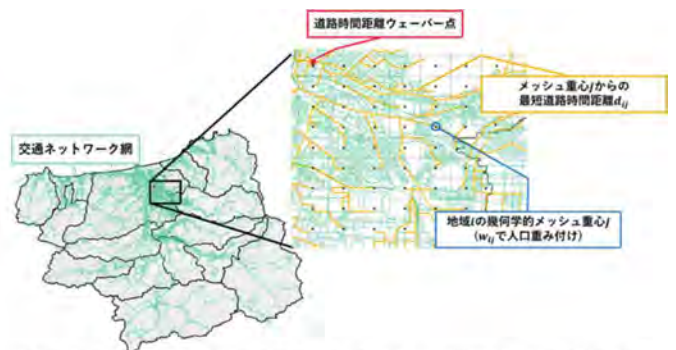 道路時間距離ウェーバー点
メッシュ重心jからの
最短道路時間距離dij
交通ネットワーク網
地域iの幾何学的メッシュ重心j
(wijで人口重み付け)